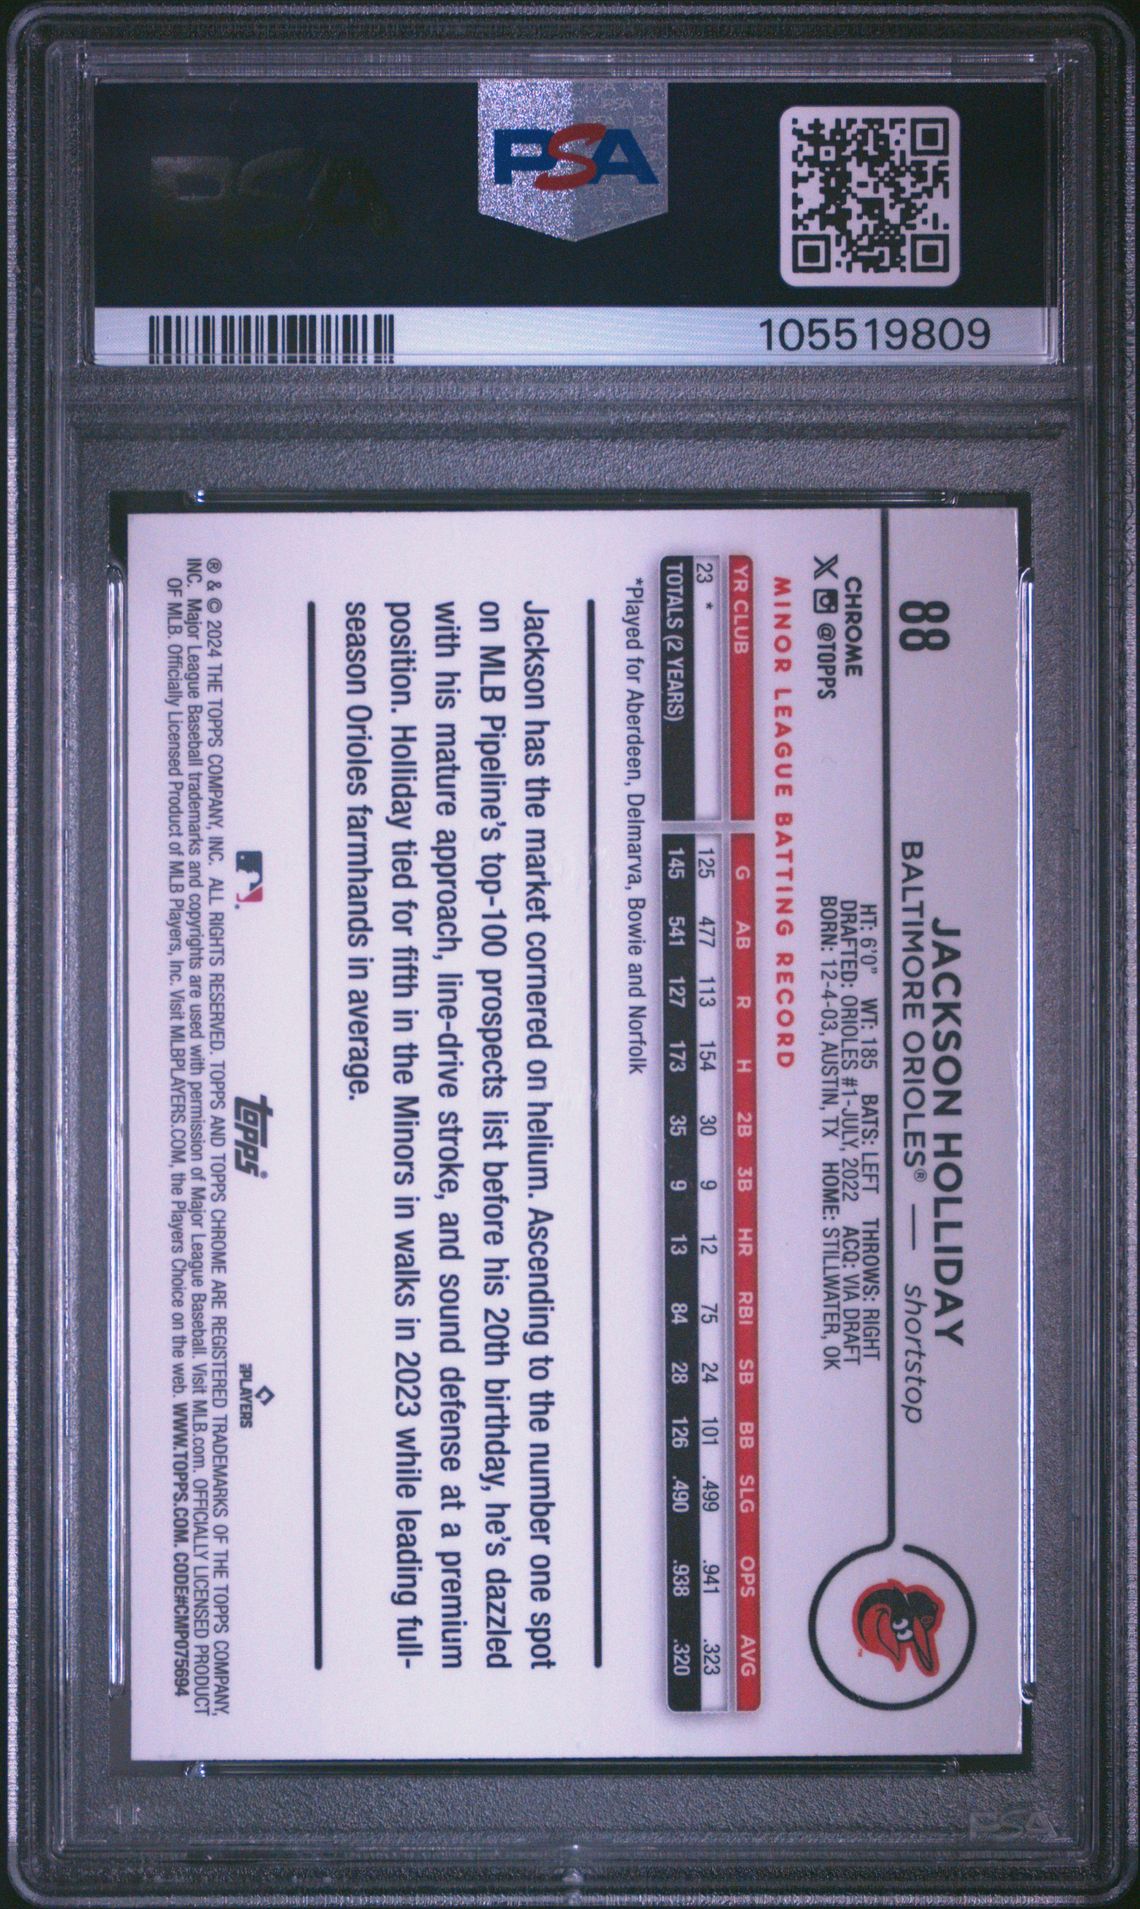 PSA
105519809
88
JACKSON HOLLIDAY
BALTIMORE ORIOLES® — shortstop
CHROME
X @TOPPS
HT: 6'0" WT: 185 BATS: LEFT THROWS: RIGHT
DRAFTED: ORIOLES #1-JULY, 2022 ACQ: VIA DRAFT
BORN: 12-4-03, AUSTIN, TX HOME: STILLWATER, OK
MINOR LEAGUE BATTING RECORD
YR CLUB G AB R H 2B 3B HR RBI SB BB SLG OPS AVG
23 * 125 477 113 154 30 9 12 75 24 101 .499 .941 .323
TOTALS (2 YEARS) 145 541 127 173 35 9 13 84 28 126 .490 .938 .320
*Played for Aberdeen, Delmarva, Bowie and Norfolk
Jackson has the market cornered on helium. Ascending to the number one spot
on MLB Pipeline's top-100 prospects list before his 20th birthday, he's dazzled
with his mature approach, line-drive stroke, and sound defense at a premium
position. Holliday tied for fifth in the Minors in walks in 2023 while leading full-
season Orioles farmhands in average.
topps®
PLAYERS
® & © 2024 THE TOPPS COMPANY, INC. ALL RIGHTS RESERVED. TOPPS AND TOPPS CHROME ARE REGISTERED TRADEMARKS OF THE TOPPS COMPANY,
INC. Major League Baseball trademarks and copyrights are used with permission of Major League Baseball. Visit MLB.com. OFFICIALLY LICENSED PRODUCT
OF MLB. Officially Licensed Product of MLB Players, Inc. Visit MLBPLAYERS.COM, the Players Choice on the web. WWW.TOPPS.COM. CODE#CMP075694
PSA